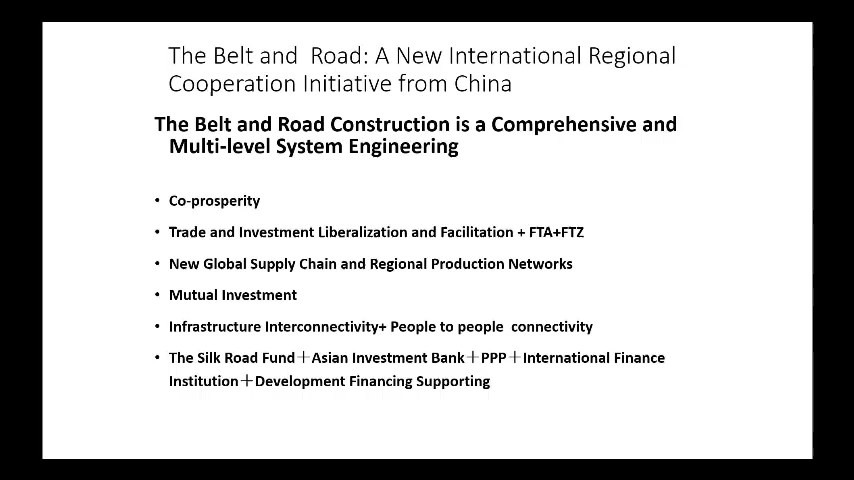 The Belt and  Road: A New International Regional
Cooperation Initiative from China
The Belt and Road Construction is a Comprehensive and
Multi-level System Engineering
• Co-prosperity
• Trade and Investment Liberalization and Facilitation + FTA+FTZ
• New Global Supply Chain and Regional Production Networks
• Mutual Investment
• Infrastructure Interconnectivity+ People to people  connectivity
• The Silk Road Fund＋Asian Investment Bank＋PPP＋International Finance
Institution＋Development Financing Supporting